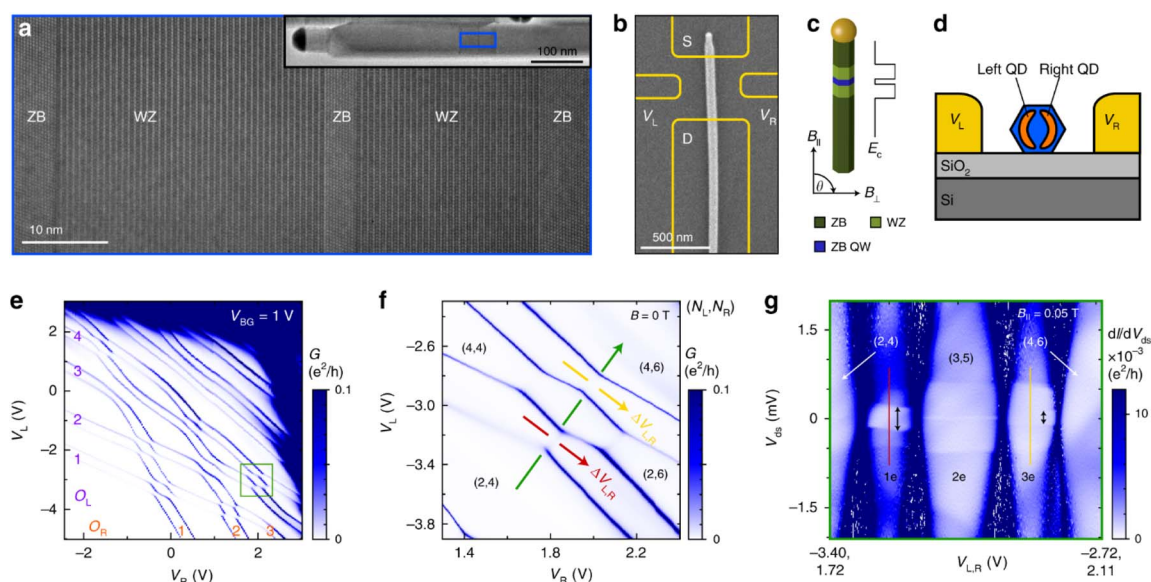 a
100 nm
ZB
WZ
ZB
WZ
ZB
10 nm
b
S
V_L
V_R
D
500 nm
c
B_||
E_c
θ
B_⊥
ZB
WZ
ZB QW
d
Left QD
Right QD
V_L
V_R
SiO₂
Si
e
V_BG = 1 V
G
(e²/h)
0.1
0
2
0
−2
−4
V_L (V)
4
3
2
1
O_L
O_R
1
2
3
−2
0
2
V_R (V)
f
B = 0 T
(N_L,N_R)
(4,4)
(4,6)
(2,4)
(2,6)
ΔV_L,R
ΔV_L,R
G
(e²/h)
0.1
0
−2.6
−3.0
−3.4
−3.8
V_L (V)
1.4
1.8
2.2
V_R (V)
g
B_|| = 0.05 T
(2,4)
(3,5)
(4,6)
1e
2e
3e
dI/dV_ds
×10⁻³
(e²/h)
10
0
1.5
0
−1.5
V_ds (mV)
−3.40,
1.72
V_L,R (V)
−2.72,
2.11